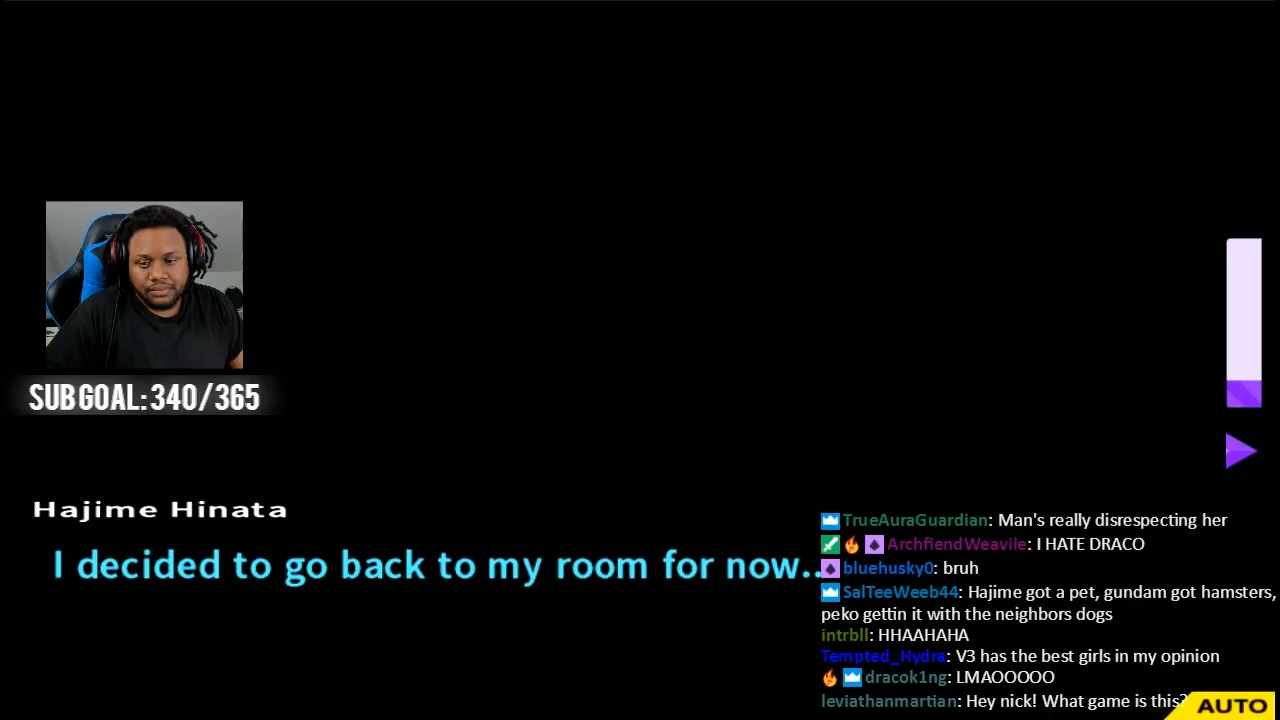 SUB GOAL: 340/365
Hajime Hinata
I decided to go back to my room for now..
TrueAuraGuardian: Man's really disrespecting her
ArchfiendWeavile: I HATE DRACO
bluehusky0: bruh
SalTeeWeeb44: Hajime got a pet, gundam got hamsters,
peko gettin it with the neighbors dogs
intrbll: HHAAHAHA
Tempted_Hydra: V3 has the best girls in my opinion
dracok1ng: LMAOOOOO
leviathanmartian: Hey nick! What game is this?
AUTO